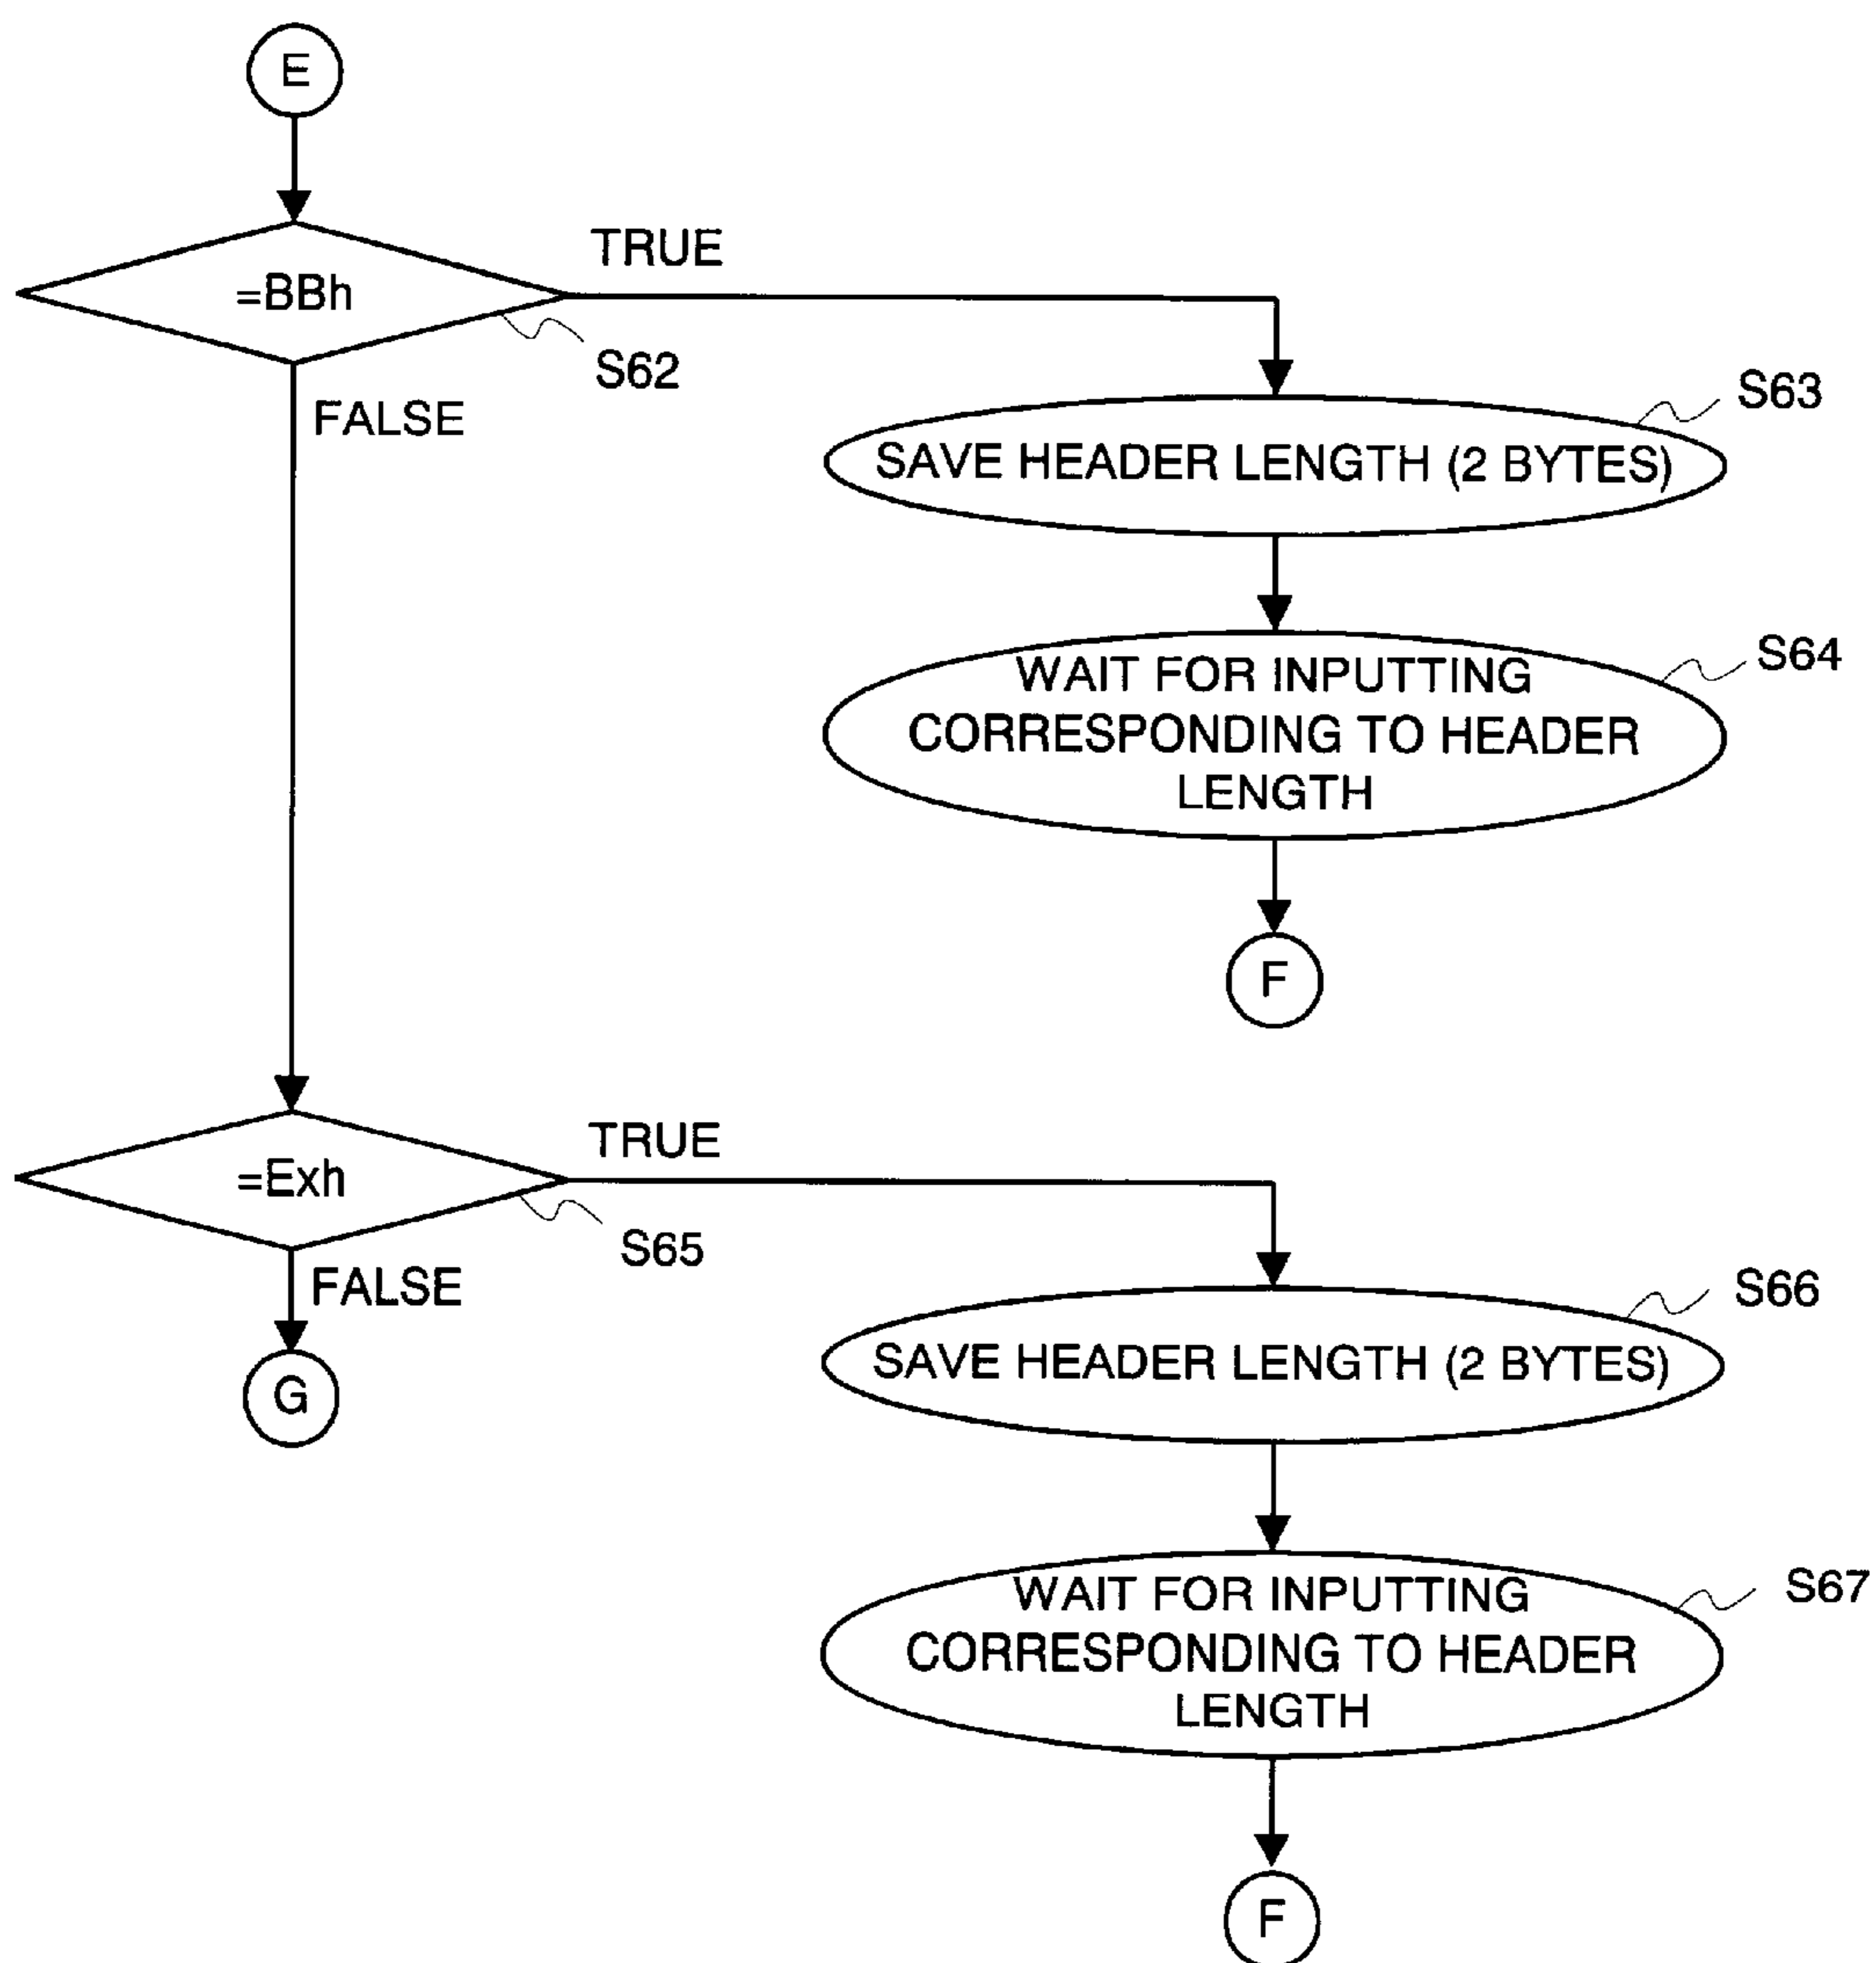 E
=BBh
TRUE
S62
FALSE
S63
SAVE HEADER LENGTH (2 BYTES)
S64
WAIT FOR INPUTTING
CORRESPONDING TO HEADER
LENGTH
F
=Exh
TRUE
S65
FALSE
G
S66
SAVE HEADER LENGTH (2 BYTES)
S67
WAIT FOR INPUTTING
CORRESPONDING TO HEADER
LENGTH
F